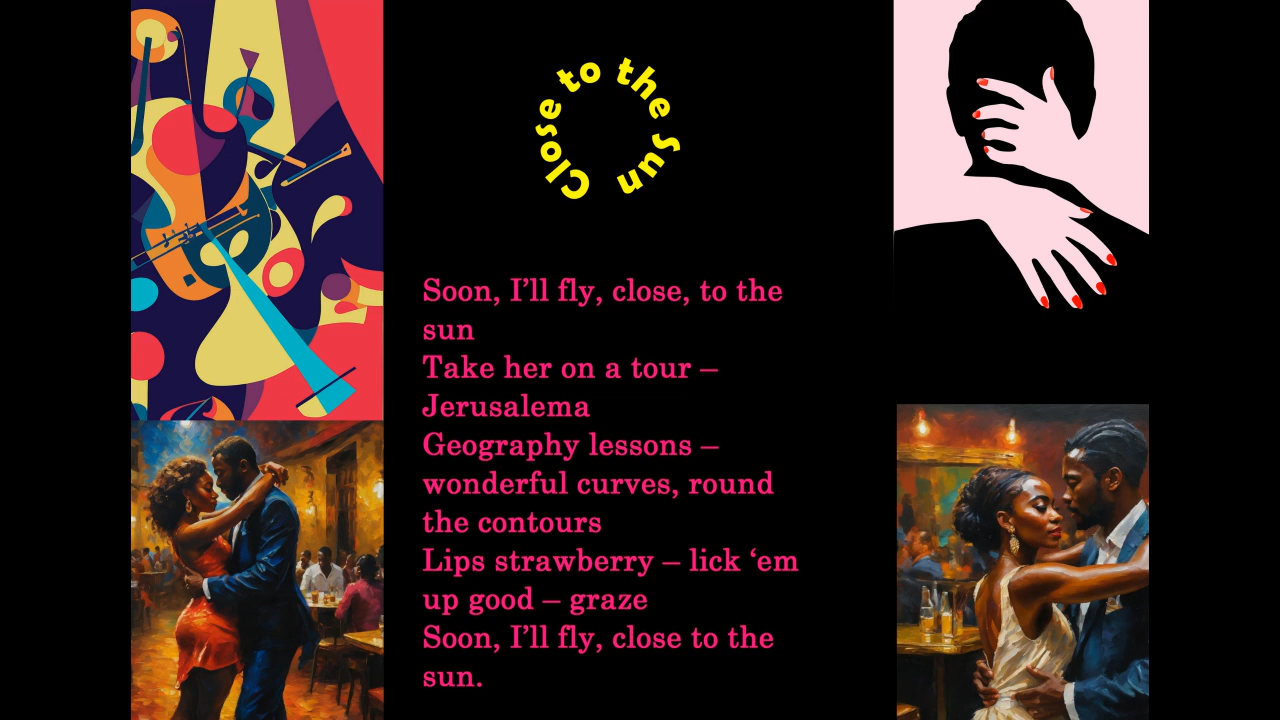 Close to the Sun
Soon, I’ll fly, close, to the
sun
Take her on a tour –
Jerusalema
Geography lessons –
wonderful curves, round
the contours
Lips strawberry – lick ‘em
up good – graze
Soon, I’ll fly, close to the
sun.